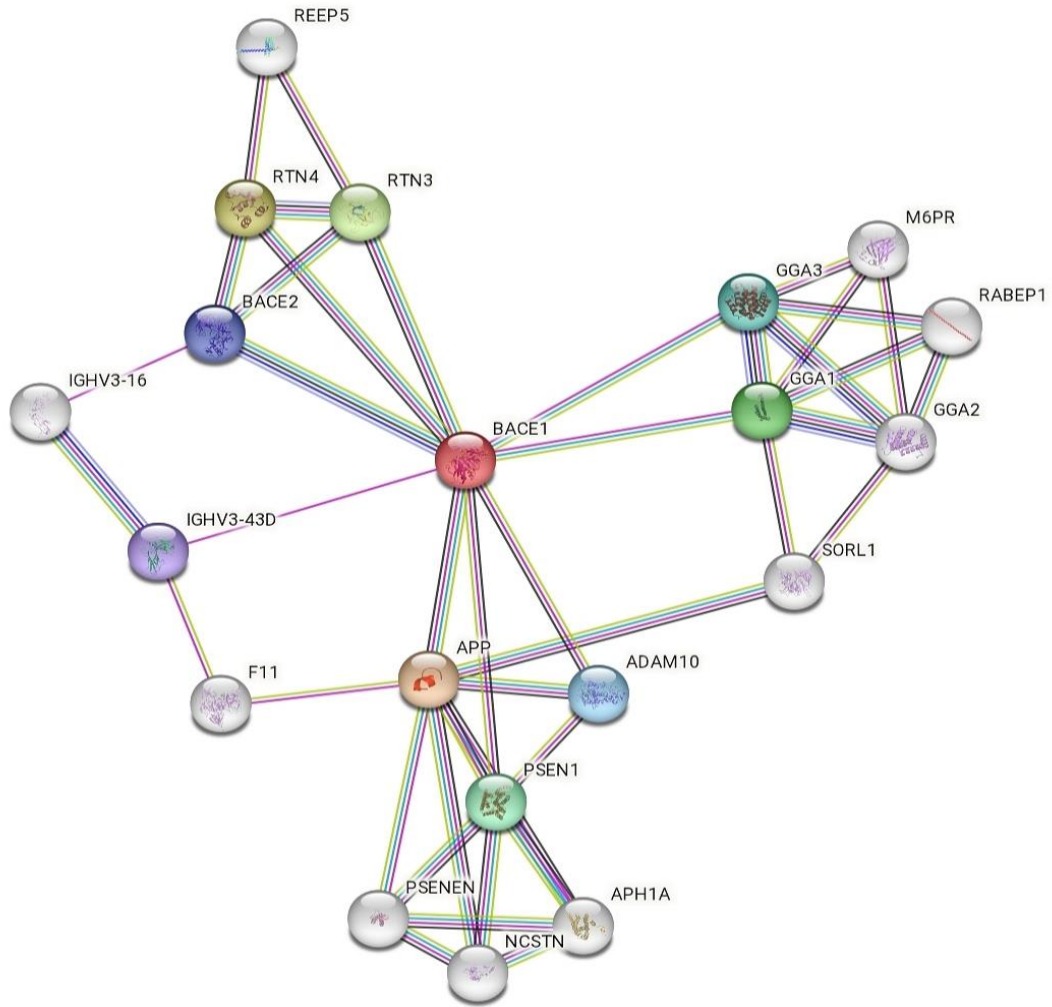 REEP5
RTN4
RTN3
M6PR
GGA3
RABEP1
BACE2
IGHV3-16
GGA1
GGA2
BACE1
IGHV3-43D
SORL1
APP
ADAM10
F11
PSEN1
PSENEN
APH1A
NCSTN